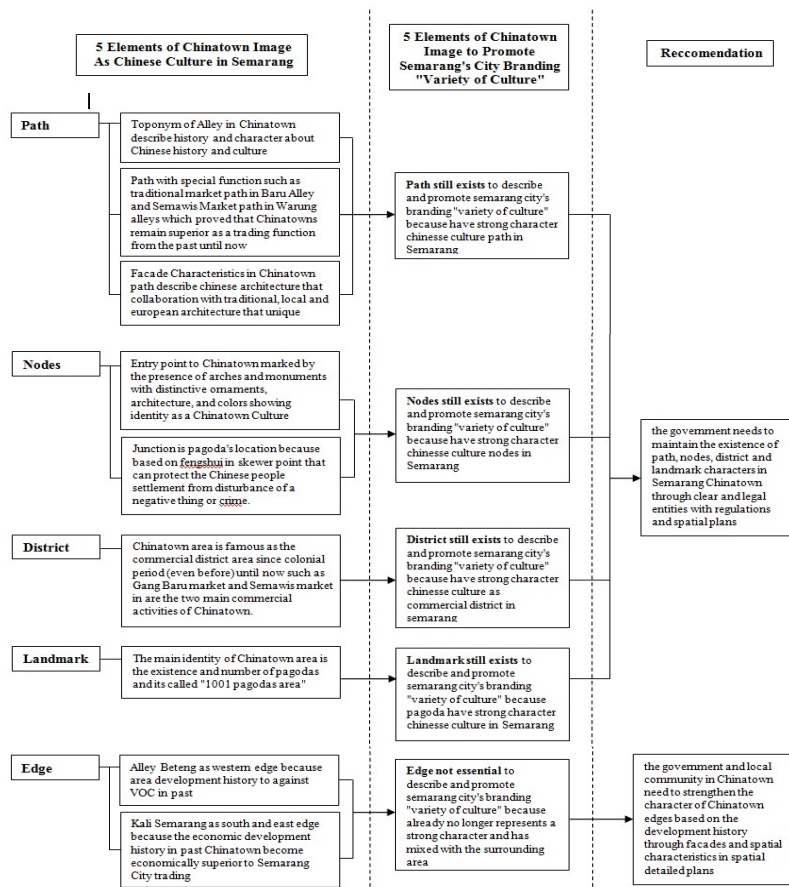 5 Elements of Chinatown Image
As Chinese Culture in Semarang
5 Elements of Chinatown
Image to Promote
Semarang's City Branding
"Variety of Culture"
Reccomendation
Path
Toponym of Alley in Chinatown
describe history and character about
Chinese history and culture
Path with special function such as
traditional market path in Baru Alley
and Semawis Market path in Warung
alleys which proved that Chinatowns
remain superior as a trading function
from the past until now
Facade Characteristics in Chinatown
path describe chinese architecture that
collaboration with traditional, local and
european architecture that unique
Path still exists to describe
and promote semarang city's
branding "variety of culture"
because have strong character
chinesse culture path in
Semarang
Nodes
Entry point to Chinatown marked by
the presence of arches and monuments
with distinctive ornaments,
architecture, and colors showing
identity as a Chinatown Culture
Junction is pagoda's location because
based on fengshui in skewer point that
can protect the Chinese people
settlement from disturbance of a
negative thing or crime.
Nodes still exists to describe
and promote semarang city's
branding "variety of culture"
because have strong character
chinesse culture nodes in
Semarang
the government needs to
maintain the existence of
path, nodes, district and
landmark characters in
Semarang Chinatown
through clear and legal
entities with regulations
and spatial plans
District
Chinatown area is famous as the
commercial district area since colonial
period (even before) until now such as
Gang Baru market and Semawis market
in are the two main commercial
activities of Chinatown.
District still exists to describe
and promote semarang city's
branding "variety of culture"
because have strong character
chinesse culture as
commercial district in
semarang
Landmark
The main identity of Chinatown area is
the existence and number of pagodas
and its called "1001 pagodas area"
Landmark still exists to
describe and promote
semarang city's branding
"variety of culture" because
pagoda have strong character
chinesse culture in Semarang
Edge
Alley Beteng as western edge because
area development history to against
VOC in past
Kali Semarang as south and east edge
because the economic development
history in past Chinatown become
economically superior to Semarang
City trading
Edge not essential to
describe and promote
semarang city's branding
"variety of culture" because
already no longer represents a
strong character and has
mixed with the surrounding
area
the government and local
community in Chinatown
need to strengthen the
character of Chinatown
edges based on the
development history
through facades and spatial
characteristics in spatial
detailed plans